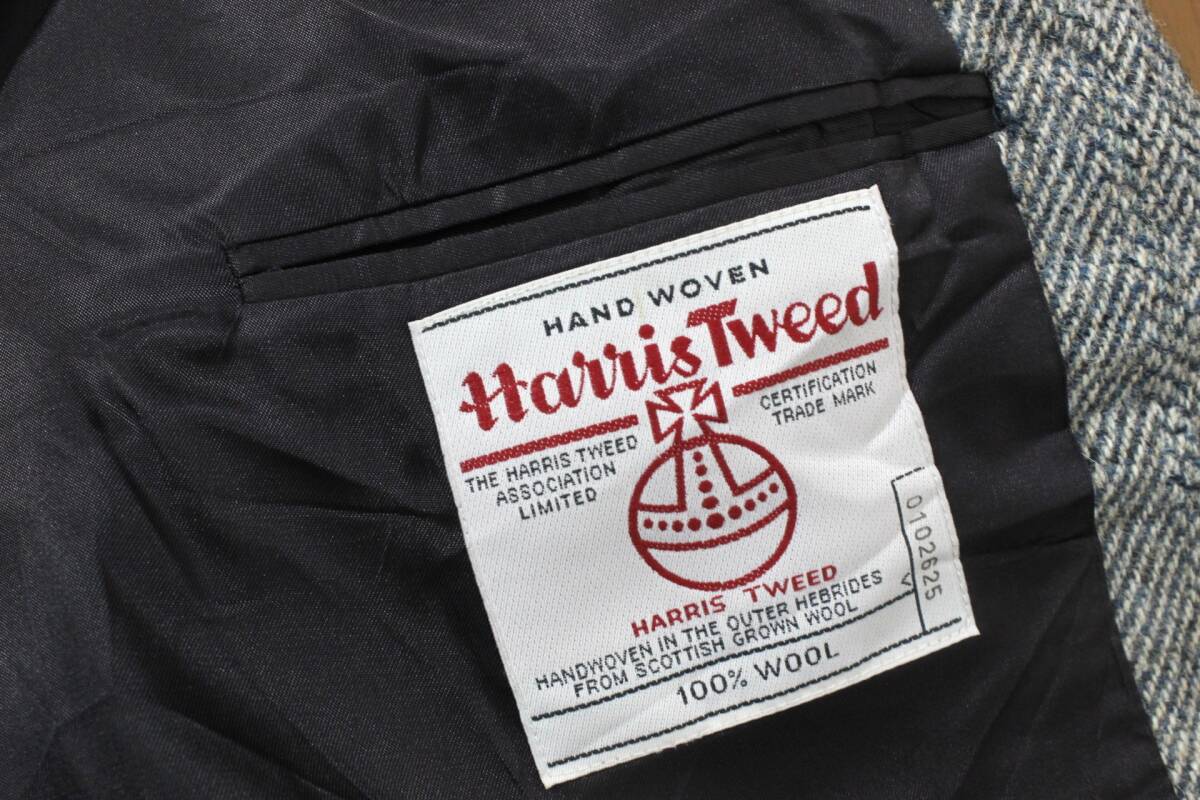 HAND WOVEN
Harris Tweed
THE HARRIS TWEED
ASSOCIATION
LIMITED
CERTIFICATION
TRADE MARK
HARRIS TWEED
HANDWOVEN IN THE OUTER HEBRIDES
FROM SCOTTISH GROWN WOOL
100% WOOL
0102625
V